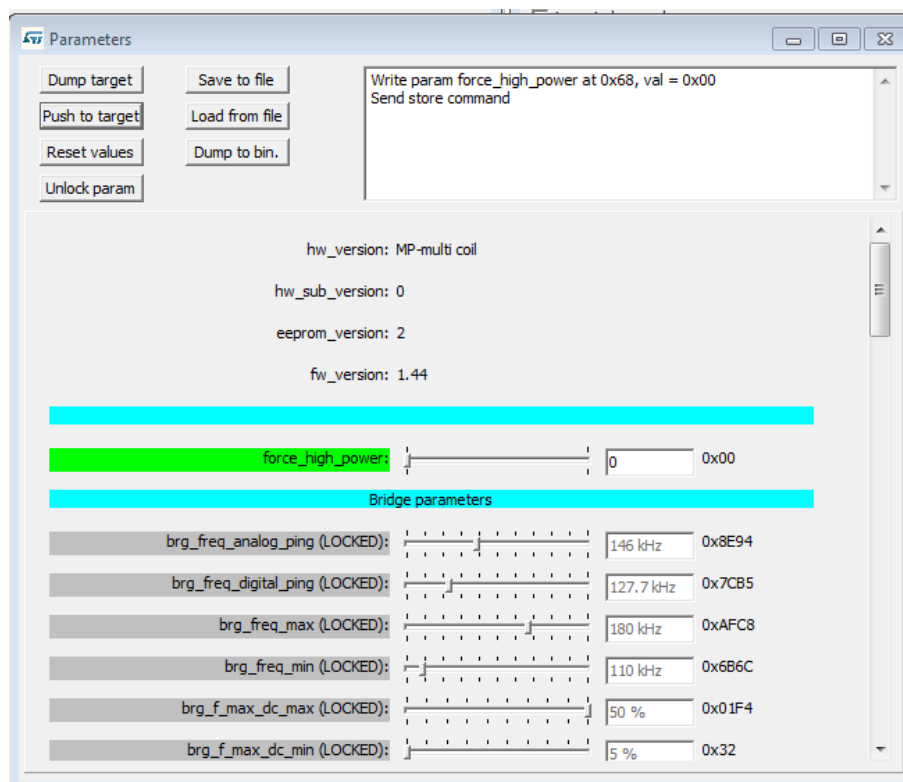 Parameters
Dump target
Save to file
Push to target
Load from file
Reset values
Dump to bin.
Unlock param
Write param force_high_power at 0x68, val = 0x00
Send store command
hw_version: MP-multi coil
hw_sub_version: 0
eeprom_version: 2
fw_version: 1.44
force_high_power: 0 0x00
Bridge parameters
brg_freq_analog_ping (LOCKED): 146 kHz 0x8E94
brg_freq_digital_ping (LOCKED): 127.7 kHz 0x7CB5
brg_freq_max (LOCKED): 180 kHz 0xAFC8
brg_freq_min (LOCKED): 110 kHz 0x6B6C
brg_f_max_dc_max (LOCKED): 50 % 0x01F4
brg_f_max_dc_min (LOCKED): 5 % 0x32